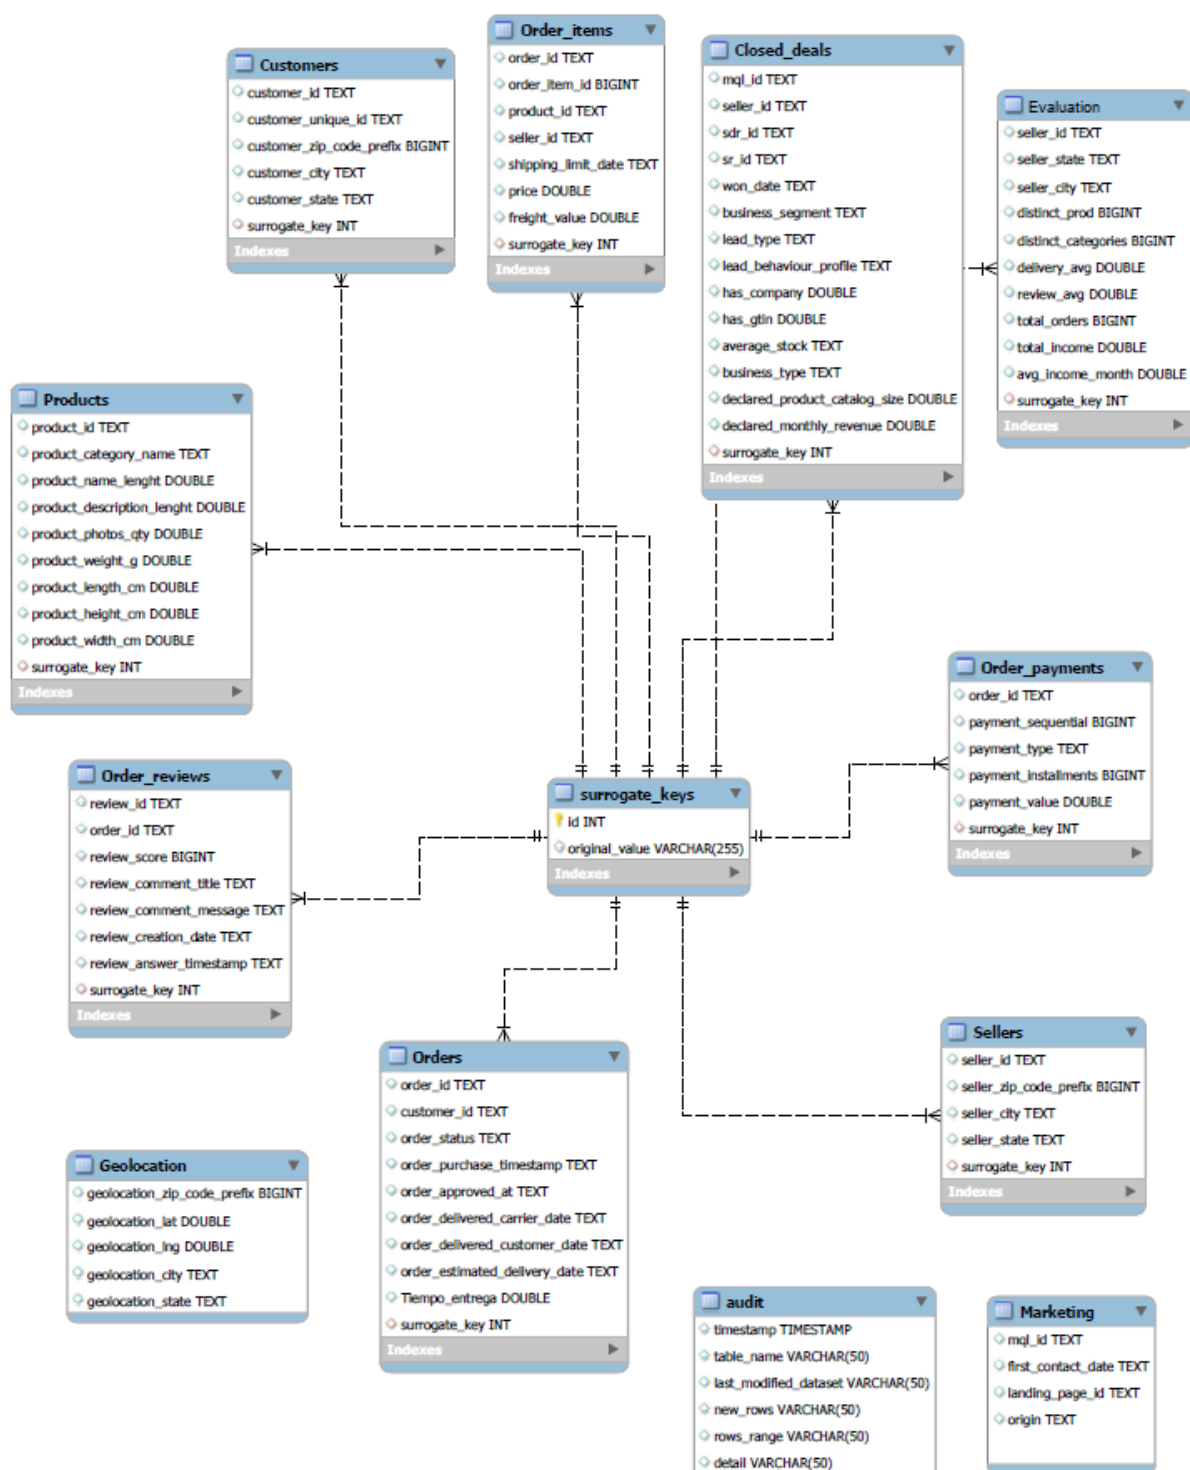 Order_items
order_id TEXT
order_item_id BIGINT
product_id TEXT
seller_id TEXT
shipping_limit_date TEXT
price DOUBLE
freight_value DOUBLE
surrogate_key INT
Indexes
Customers
customer_id TEXT
customer_unique_id TEXT
customer_zip_code_prefix BIGINT
customer_city TEXT
customer_state TEXT
surrogate_key INT
Indexes
Closed_deals
mql_id TEXT
seller_id TEXT
sdr_id TEXT
sr_id TEXT
won_date TEXT
business_segment TEXT
lead_type TEXT
lead_behaviour_profile TEXT
has_company DOUBLE
has_gtin DOUBLE
average_stock TEXT
business_type TEXT
declared_product_catalog_size DOUBLE
declared_monthly_revenue DOUBLE
surrogate_key INT
Indexes
Evaluation
seller_id TEXT
seller_state TEXT
seller_city TEXT
distinct_prod BIGINT
distinct_categories BIGINT
delivery_avg DOUBLE
review_avg DOUBLE
total_orders BIGINT
total_income DOUBLE
avg_income_month DOUBLE
surrogate_key INT
Indexes
Products
product_id TEXT
product_category_name TEXT
product_name_lenght DOUBLE
product_description_lenght DOUBLE
product_photos_qty DOUBLE
product_weight_g DOUBLE
product_length_cm DOUBLE
product_height_cm DOUBLE
product_width_cm DOUBLE
surrogate_key INT
Indexes
Order_payments
order_id TEXT
payment_sequential BIGINT
payment_type TEXT
payment_installments BIGINT
payment_value DOUBLE
surrogate_key INT
Indexes
Order_reviews
review_id TEXT
order_id TEXT
review_score BIGINT
review_comment_title TEXT
review_comment_message TEXT
review_creation_date TEXT
review_answer_timestamp TEXT
surrogate_key INT
Indexes
surrogate_keys
id INT
original_value VARCHAR(255)
Indexes
Orders
order_id TEXT
customer_id TEXT
order_status TEXT
order_purchase_timestamp TEXT
order_approved_at TEXT
order_delivered_carrier_date TEXT
order_delivered_customer_date TEXT
order_estimated_delivery_date TEXT
Tiempo_entrega DOUBLE
surrogate_key INT
Indexes
Sellers
seller_id TEXT
seller_zip_code_prefix BIGINT
seller_city TEXT
seller_state TEXT
surrogate_key INT
Indexes
Geolocation
geolocation_zip_code_prefix BIGINT
geolocation_lat DOUBLE
geolocation_lng DOUBLE
geolocation_city TEXT
geolocation_state TEXT
audit
timestamp TIMESTAMP
table_name VARCHAR(50)
last_modified_dataset VARCHAR(50)
new_rows VARCHAR(50)
rows_range VARCHAR(50)
detail VARCHAR(50)
Marketing
mql_id TEXT
first_contact_date TEXT
landing_page_id TEXT
origin TEXT